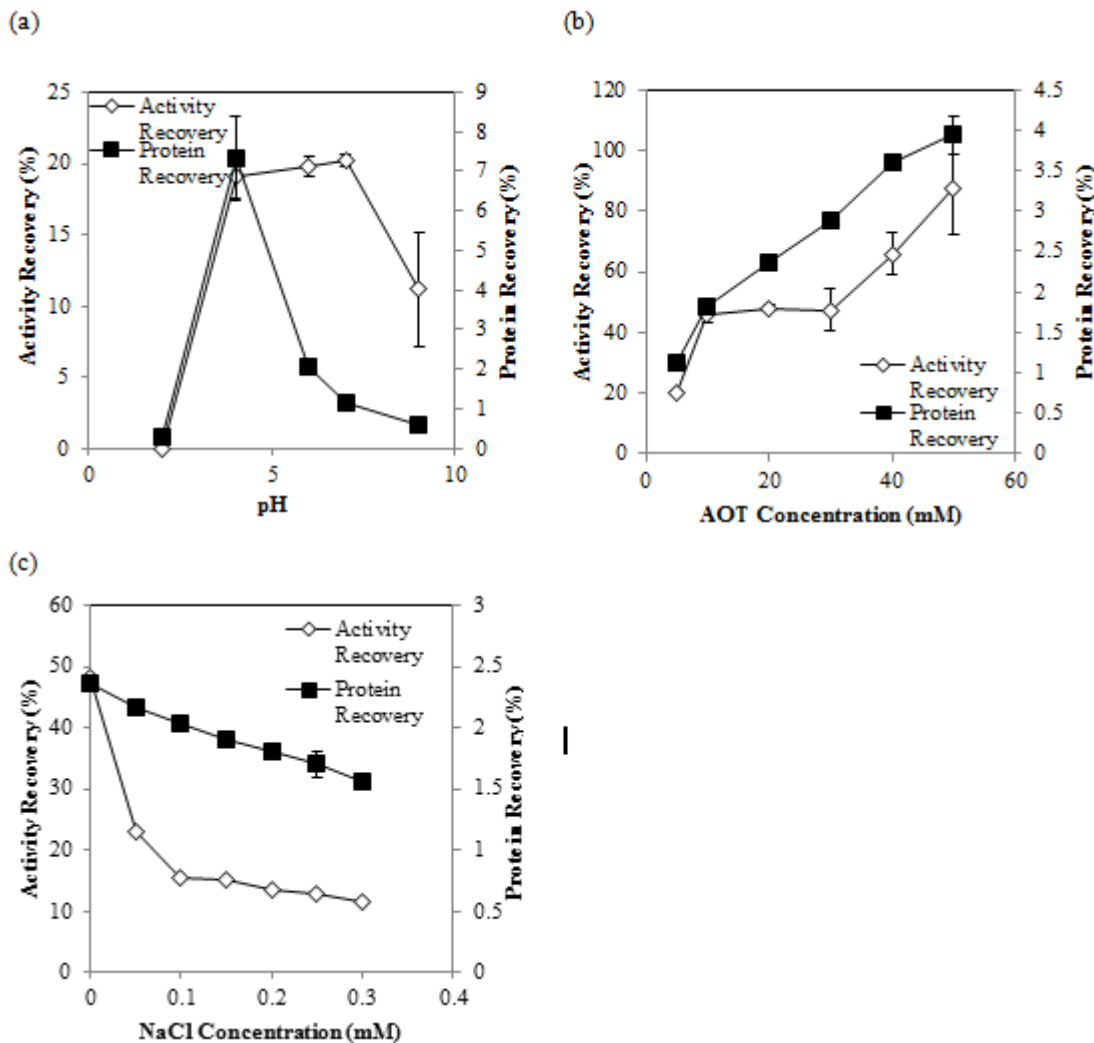 (a)
25
20
15
10
5
0
Activity Recovery (%)
Activity
Recovery
Protein
Recovery
9
8
7
6
5
4
3
2
1
0
Protein Recovery (%)
0
5
10
pH
(b)
120
100
80
60
40
20
0
Activity Recovery (%)
Activity
Recovery
Protein
Recovery
4.5
4
3.5
3
2.5
2
1.5
1
0.5
0
Protein Recovery (%)
0
20
40
60
AOT Concentration (mM)
(c)
60
50
40
30
20
10
0
Activity Recovery (%)
Activity
Recovery
Protein
Recovery
3
2.5
2
1.5
1
0.5
0
Protein Recovery (%)
0
0.1
0.2
0.3
0.4
NaCl Concentration (mM)